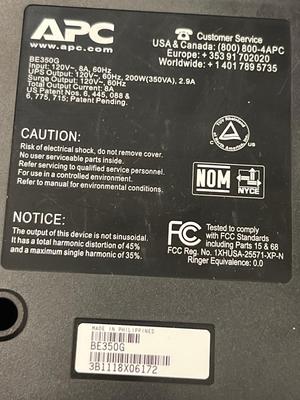 APC
www.apc.com
BE350G
Input: 120V~, 8A, 60Hz
UPS Output: 120V~, 60Hz, 200W(350VA), 2.9A
Surge Output: 120V~, 60Hz
Total Output Current: 8A
US Patent Nos. 6, 445, 088 &
6, 775, 715; Patent Pending.
Customer Service
USA & Canada: (800) 800-4APC
Europe: + 353 91 702020
Worldwide: + 1 401 789 5735
CAUTION:
Risk of electrical shock, do not remove cover.
No user serviceable parts inside.
Refer servicing to qualified service personnel.
For use in a controlled environment.
Refer to manual for environmental conditions.
C US
NOM
NYCE
NOTICE:
The output of this device is not sinusoidal.
It has a total harmonic distortion of 45%
and a maximum single harmonic of 35%.
FC
Tested to comply
with FCC Standards
including Parts 15 & 68
FCC Reg. No. 1XHUSA-25571-XP-N
Ringer Equivalency: 0.0
MADE IN PHILIPPINES
BE350G
3B1118X06172